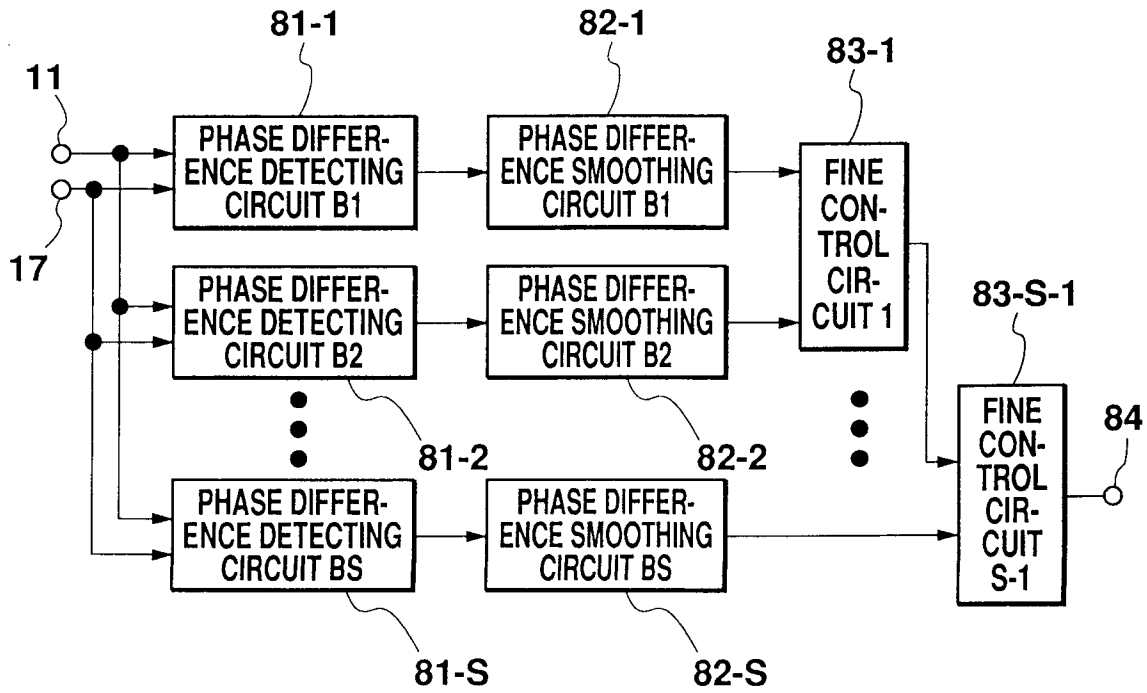 81-1
82-1
83-1
11
PHASE DIFFER-
ENCE DETECTING
CIRCUIT B1
PHASE DIFFER-
ENCE SMOOTHING
CIRCUIT B1
FINE
CON-
TROL
CIR-
CUIT 1
17
PHASE DIFFER-
ENCE DETECTING
CIRCUIT B2
PHASE DIFFER-
ENCE SMOOTHING
CIRCUIT B2
83-S-1
81-2
82-2
FINE
CON-
TROL
CIR-
CUIT
S-1
84
PHASE DIFFER-
ENCE DETECTING
CIRCUIT BS
PHASE DIFFER-
ENCE SMOOTHING
CIRCUIT BS
81-S
82-S